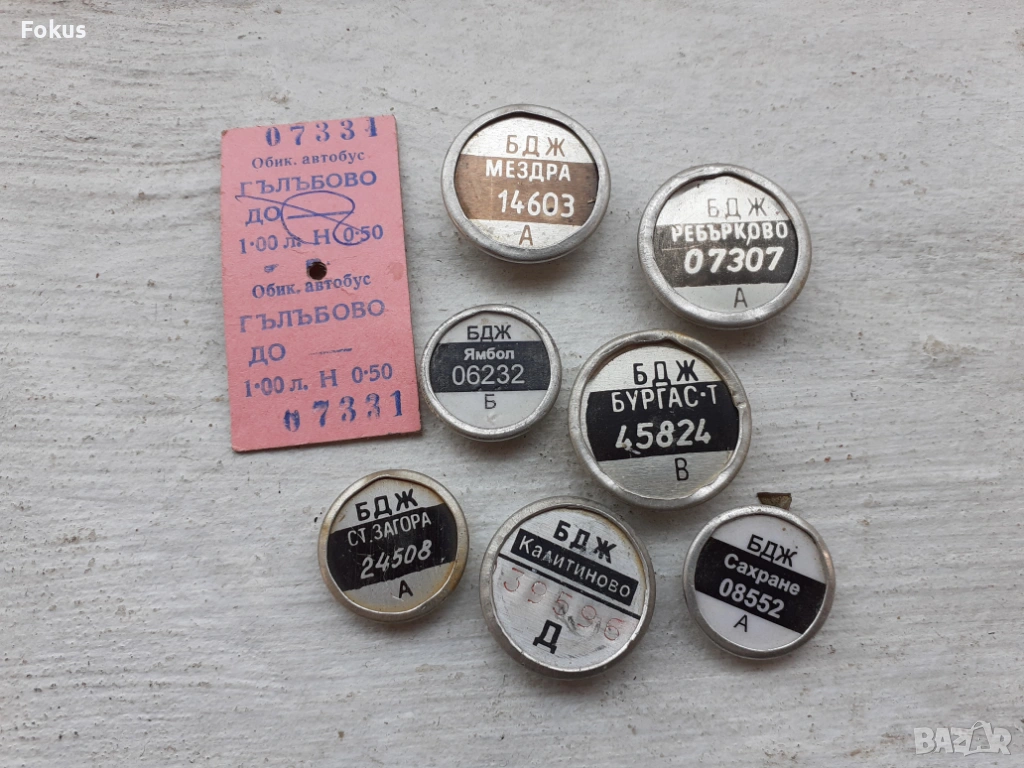 Fokus
07331
Обик. автобус
ГЪЛЪБОВО
ДО
1·00 л. Н 0·50
Обик. автобус
ГЪЛЪБОВО
ДО —
1·00 л. Н 0·50
07331
БДЖ
МЕЗДРА
14603
А
БДЖ
РЕБЪРКОВО
07307
А
БДЖ
Ямбол
06232
Б
БДЖ
БУРГАС·Т
45824
В
БДЖ
СТ. ЗАГОРА
24508
А
БДЖ
КАЛИТИНОВО
39596
Д
БДЖ
Сахране
08552
А
BAZAR